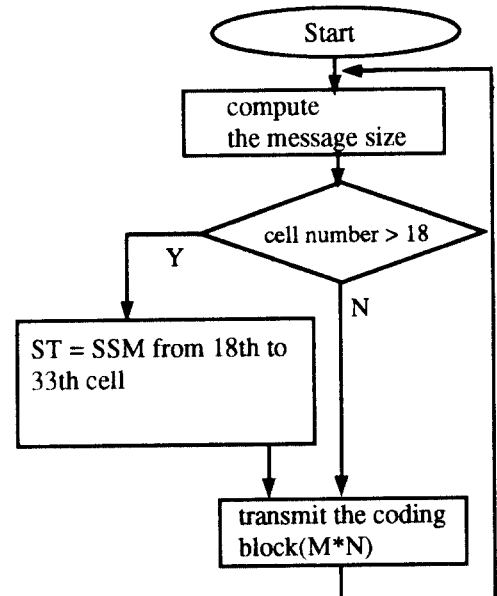 Start
compute
the message size
cell number > 18
Y
N
ST = SSM from 18th to
33th cell
transmit the coding
block(M*N)